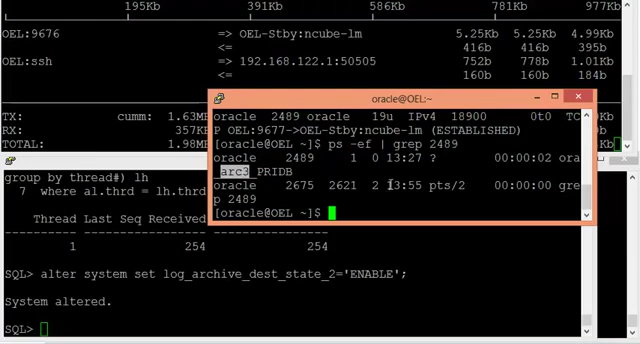 195Kb 391Kb 586Kb 781Kb 977Kb
OEL:9676 => OEL-Stby:ncube-lm 5.25Kb 5.25Kb 4.99Kb
<= 416b 416b 395b
OEL:ssh => 192.168.122.1:50505 752b 778b 1.01Kb
<= 160b 160b 184b
TX: cumm: 1.63M
RX: 357K
TOTAL: 1.98M
oracle@OEL:~
oracle 2489 oracle 19u IPv4 18900 0t0 TC
P OEL:9677->OEL-Stby:ncube-lm (ESTABLISHED)
[oracle@OEL ~]$ ps -ef | grep 2489
oracle 2489 1 0 13:27 ? 00:00:02 ora
_arc3_PRIDB
oracle 2675 2621 2 13:55 pts/2 00:00:00 gre
p 2489
[oracle@OEL ~]$
group by thread#) lh
7 where al.thrd = lh.thrd
Thread Last Seq Received
---------- -----------------
1 254 254
SQL> alter system set log_archive_dest_state_2='ENABLE';
System altered.
SQL>